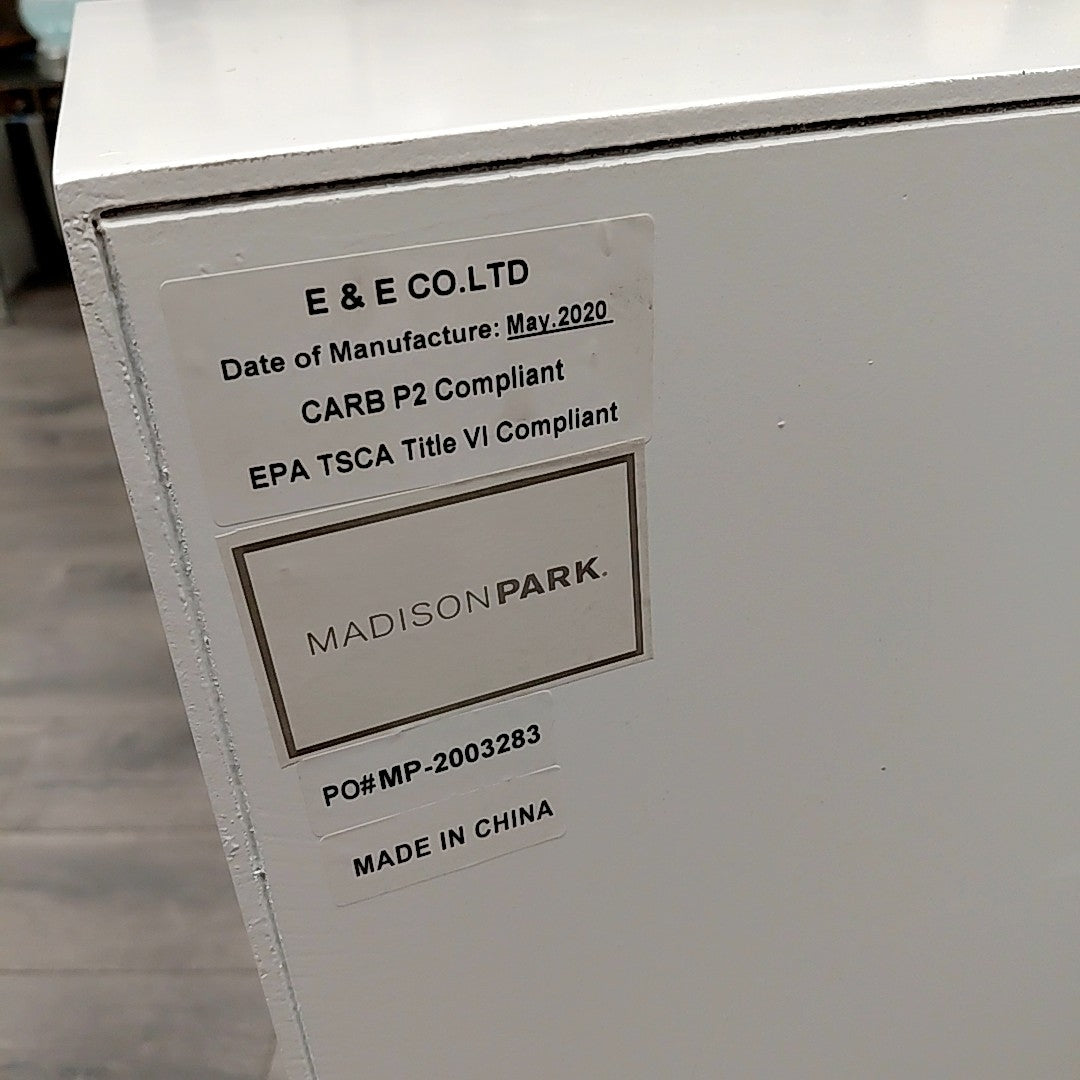 E & E CO.LTD
Date of Manufacture: May.2020
CARB P2 Compliant
EPA TSCA Title VI Compliant
MADISONPARK.
PO#MP-2003283
MADE IN CHINA